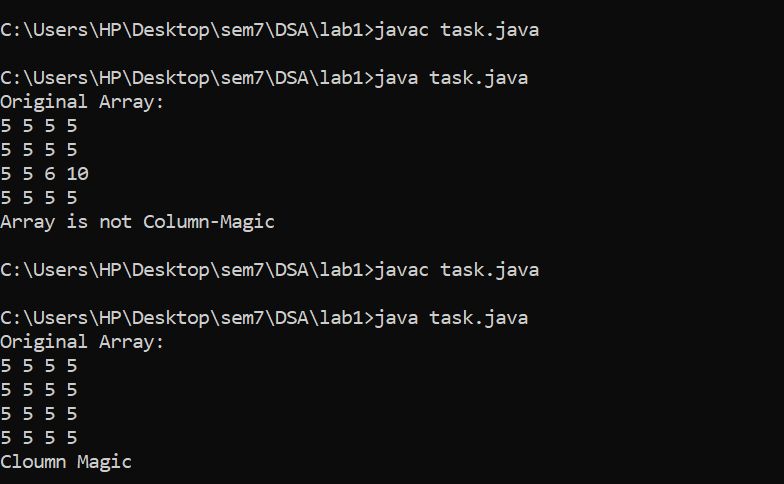 C:\Users\HP\Desktop\sem7\DSA\lab1>javac task.java
C:\Users\HP\Desktop\sem7\DSA\lab1>java task.java
Original Array:
5 5 5 5
5 5 5 5
5 5 6 10
5 5 5 5
Array is not Column-Magic
C:\Users\HP\Desktop\sem7\DSA\lab1>javac task.java
C:\Users\HP\Desktop\sem7\DSA\lab1>java task.java
Original Array:
5 5 5 5
5 5 5 5
5 5 5 5
5 5 5 5
Cloumn Magic